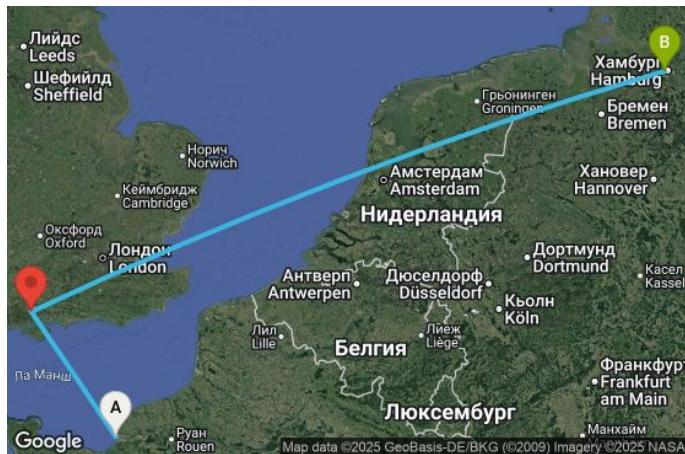 Лийдс
Leeds
Шефийлд
Sheffield
Норич
Norwich
Кеймбридж
Cambridge
Оксфорд
Oxford
Лондон
London
Ла Манш
A
Руан
Rouen
Google
B
Хамбург
Hamburg
Грьонинген
Groningen
Бремен
Bremen
Амстердам
Amsterdam
Хановер
Hannover
Нидерландия
Дортмунд
Dortmund
Антверп
Antwerpen
Дюселдорф
Düsseldorf
Касел
Kassel
Кьолн
Köln
Лил
Lille
Лиеж
Liège
Белгия
Франкфурт
Frankfurt
am Main
Люксембург
Манхайм
Map data ©2025 GeoBasis-DE/BKG (©2009) Imagery ©2025 NASA